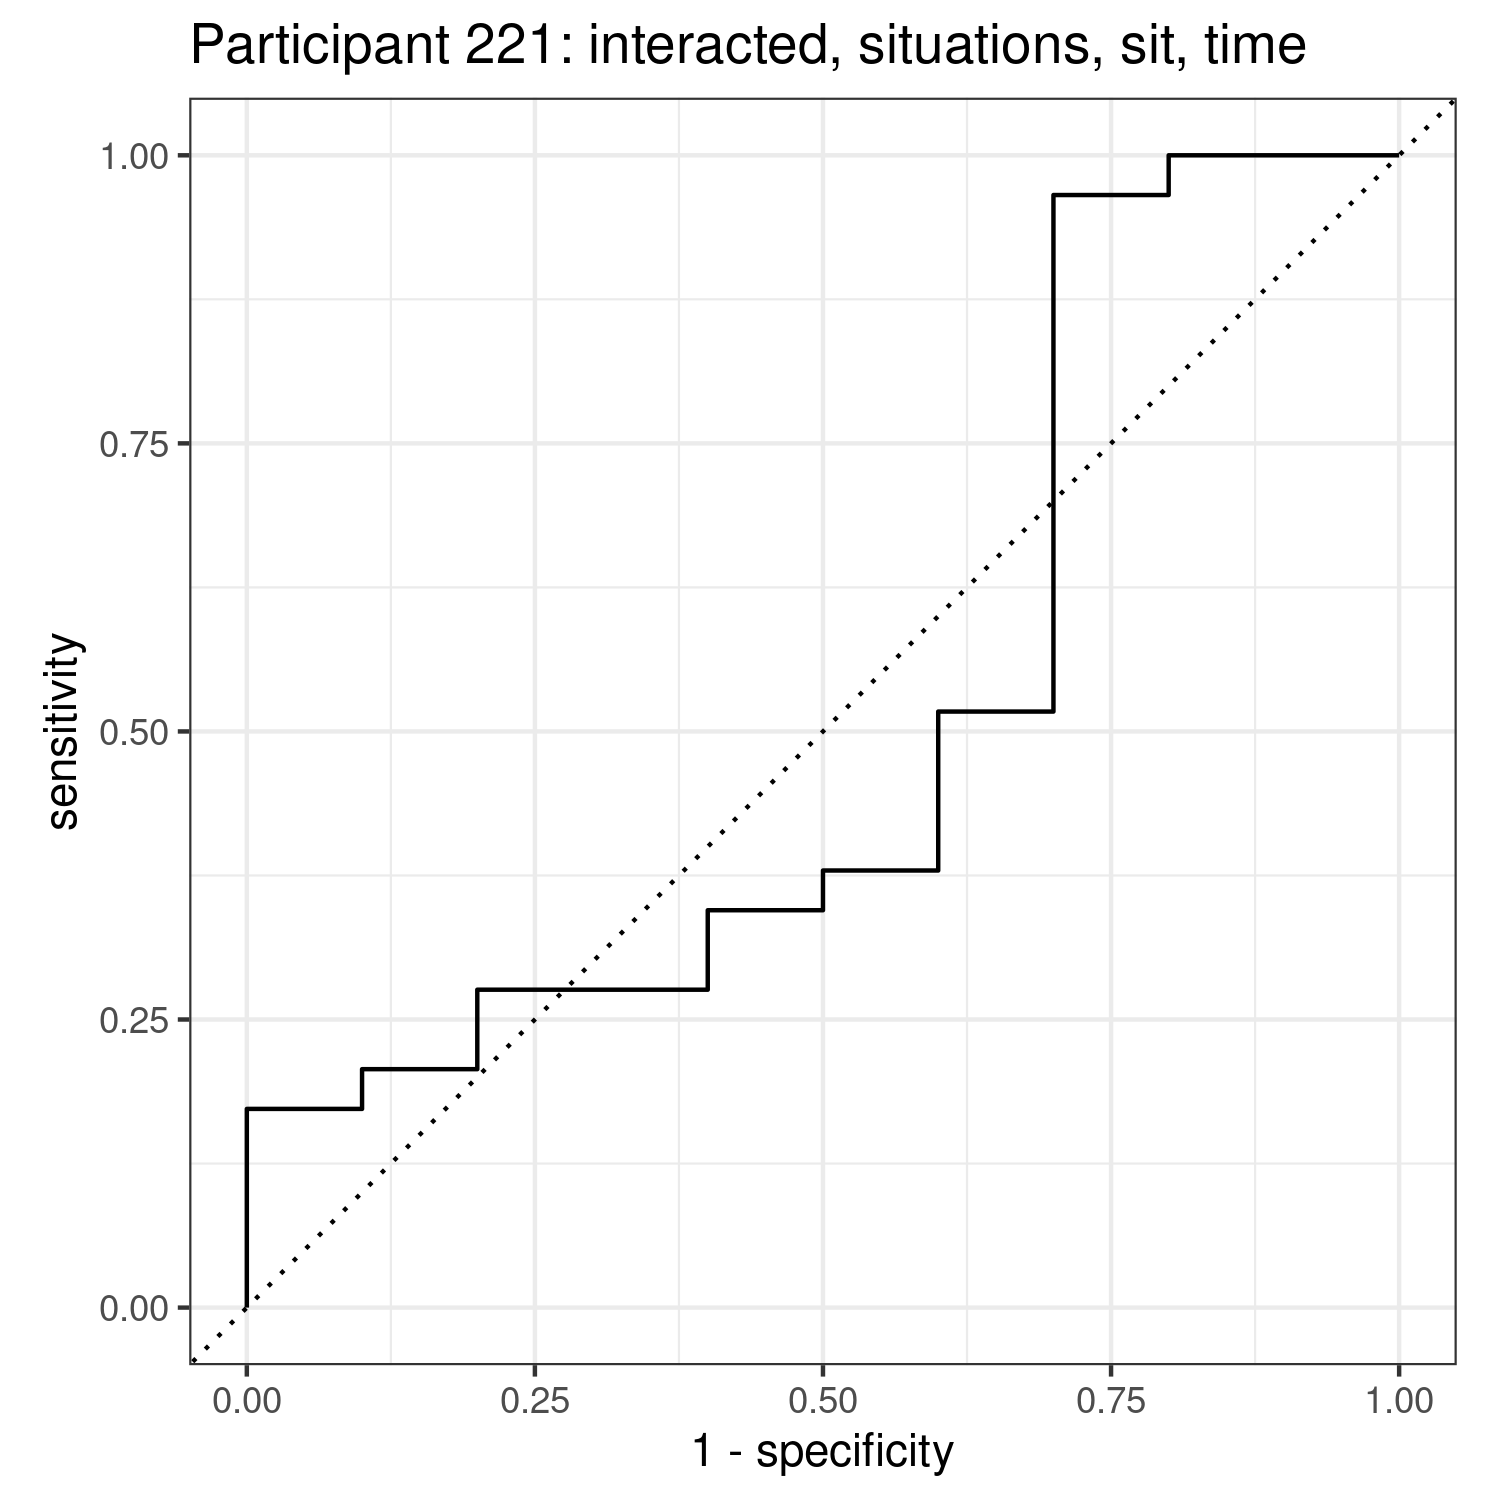 Participant 221: interacted, situations, sit, time
1.00
0.75
0.50
0.25
0.00
sensitivity
0.00 0.25 0.50 0.75 1.00
1 - specificity